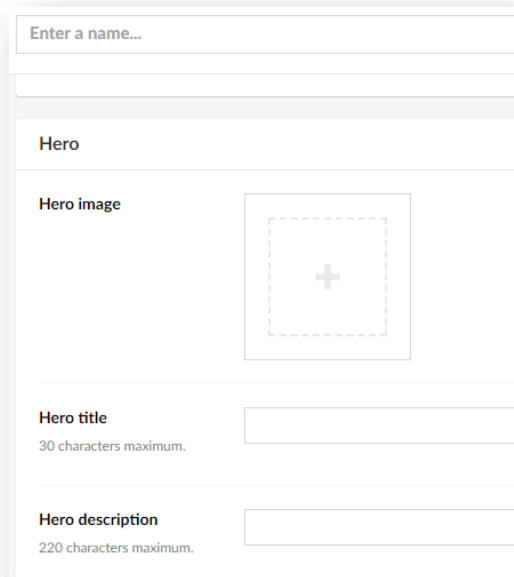 Enter a name...
Hero
Hero image
Hero title
30 characters maximum.
Hero description
220 characters maximum.